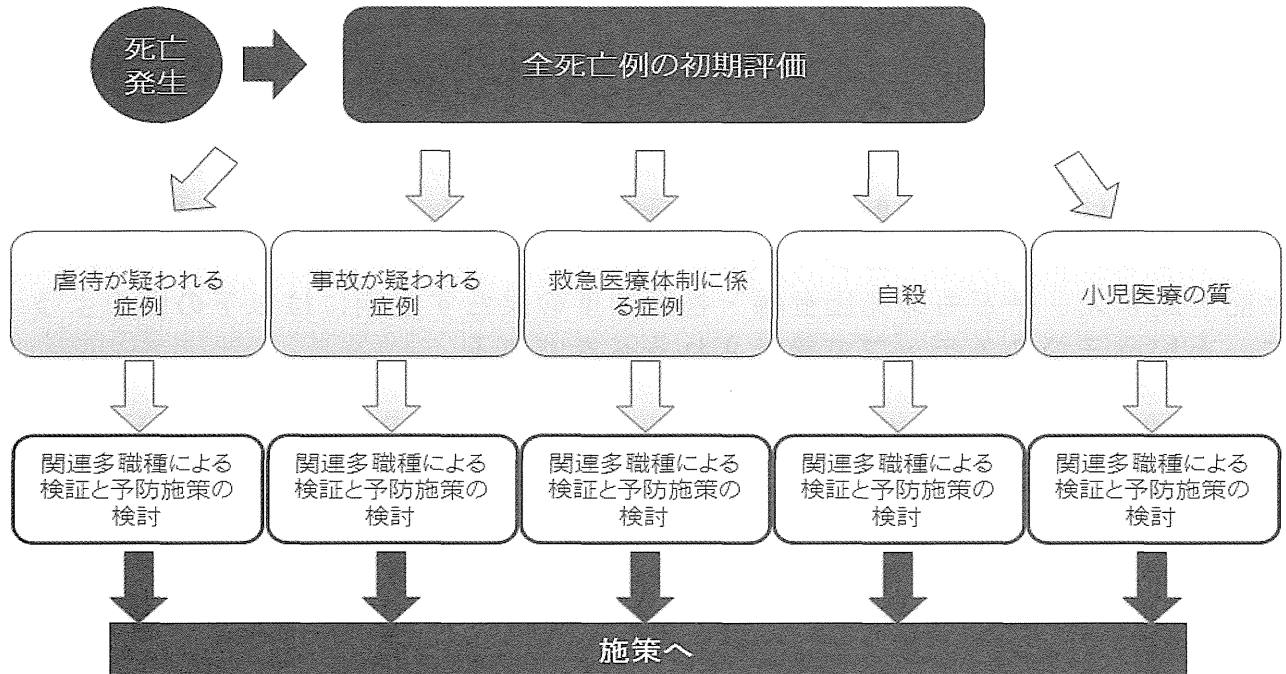 死亡
発生
全死亡例の初期評価
虐待が疑われる
症例
事故が疑われる
症例
救急医療体制に係
る症例
自殺
小児医療の質
関連多職種による
検証と予防施策の
検討
関連多職種による
検証と予防施策の
検討
関連多職種による
検証と予防施策の
検討
関連多職種による
検証と予防施策の
検討
関連多職種による
検証と予防施策の
検討
施策へ